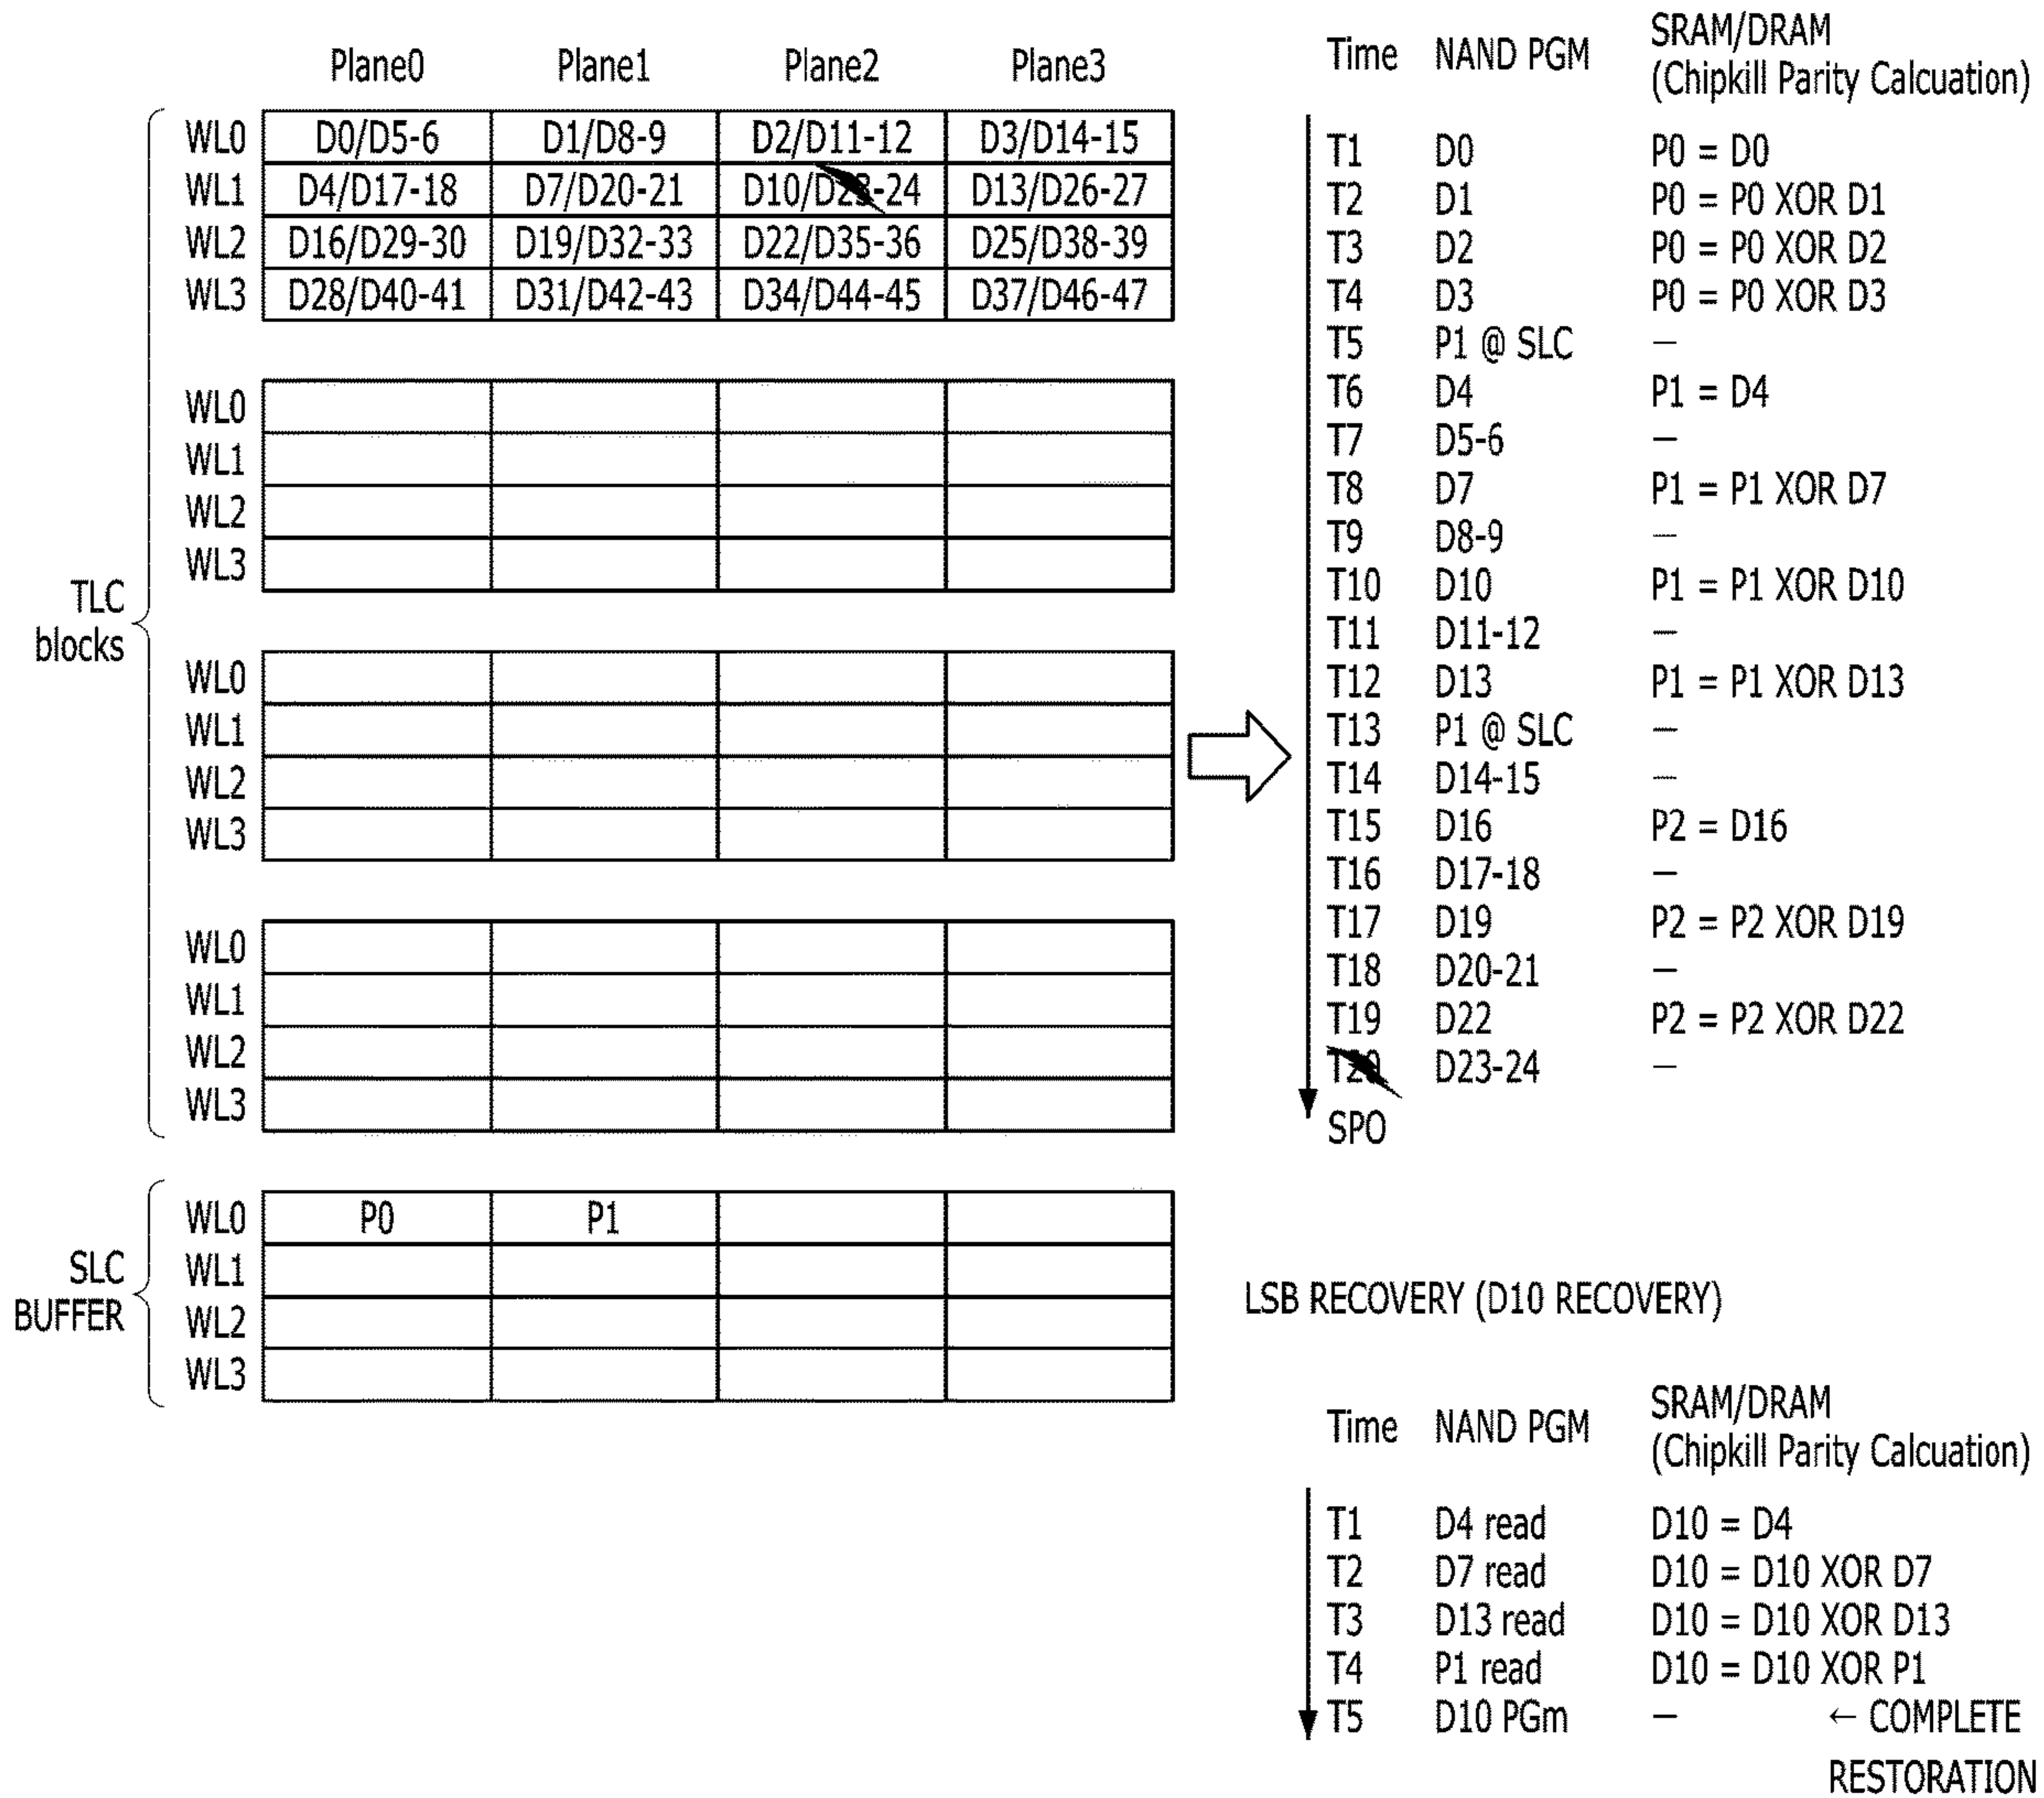 Plane0 Plane1 Plane2 Plane3
WL0 D0/D5-6 D1/D8-9 D2/D11-12 D3/D14-15
WL1 D4/D17-18 D7/D20-21 D10/D23-24 D13/D26-27
WL2 D16/D29-30 D19/D32-33 D22/D35-36 D25/D38-39
WL3 D28/D40-41 D31/D42-43 D34/D44-45 D37/D46-47
WL0
WL1
WL2
WL3
TLC
blocks
WL0
WL1
WL2
WL3
WL0
WL1
WL2
WL3
SLC
BUFFER
WL0 P0 P1
WL1
WL2
WL3
Time NAND PGM SRAM/DRAM
(Chipkill Parity Calcuation)
T1 D0 P0 = D0
T2 D1 P0 = P0 XOR D1
T3 D2 P0 = P0 XOR D2
T4 D3 P0 = P0 XOR D3
T5 P1 @ SLC —
T6 D4 P1 = D4
T7 D5-6 —
T8 D7 P1 = P1 XOR D7
T9 D8-9 —
T10 D10 P1 = P1 XOR D10
T11 D11-12 —
T12 D13 P1 = P1 XOR D13
T13 P1 @ SLC —
T14 D14-15 —
T15 D16 P2 = D16
T16 D17-18 —
T17 D19 P2 = P2 XOR D19
T18 D20-21 —
T19 D22 P2 = P2 XOR D22
T20 D23-24 —
SPO
LSB RECOVERY (D10 RECOVERY)
Time NAND PGM SRAM/DRAM
(Chipkill Parity Calcuation)
T1 D4 read D10 = D4
T2 D7 read D10 = D10 XOR D7
T3 D13 read D10 = D10 XOR D13
T4 P1 read D10 = D10 XOR P1
T5 D10 PGm — ← COMPLETE
RESTORATION